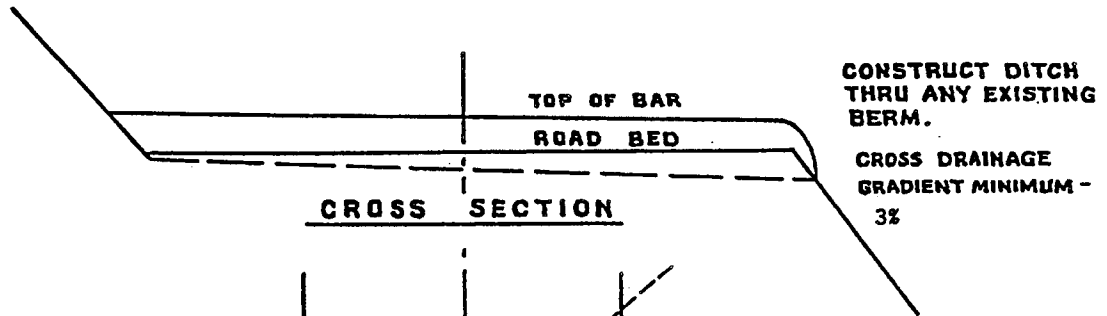 CONSTRUCT DITCH
THRU ANY EXISTING
BERM.
TOP OF BAR
ROAD BED
CROSS DRAINAGE
GRADIENT MINIMUM -
3%
CROSS SECTION